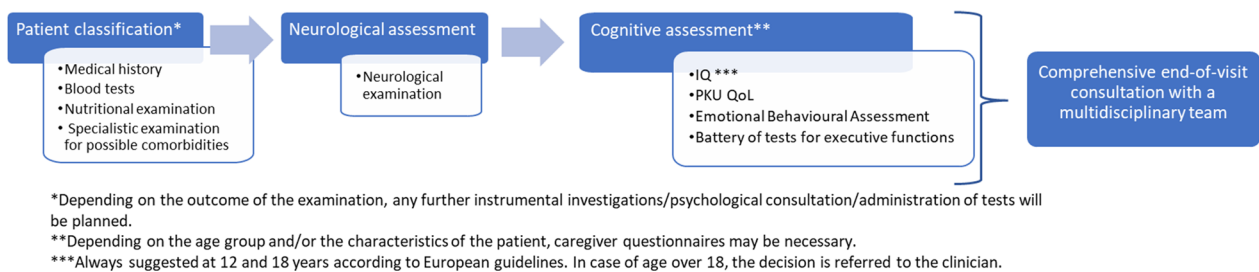 Patient classification*
•Medical history
•Blood tests
•Nutritional examination
• Specialistic examination
for possible comorbidities
Neurological assessment
•Neurological
examination
Cognitive assessment**
•IQ ***
•PKU QoL
•Emotional Behavioural Assessment
•Battery of tests for executive functions
Comprehensive end-of-visit
consultation with a
multidisciplinary team
*Depending on the outcome of the examination, any further instrumental investigations/psychological consultation/administration of tests will
be planned.
**Depending on the age group and/or the characteristics of the patient, caregiver questionnaires may be necessary.
***Always suggested at 12 and 18 years according to European guidelines. In case of age over 18, the decision is referred to the clinician.